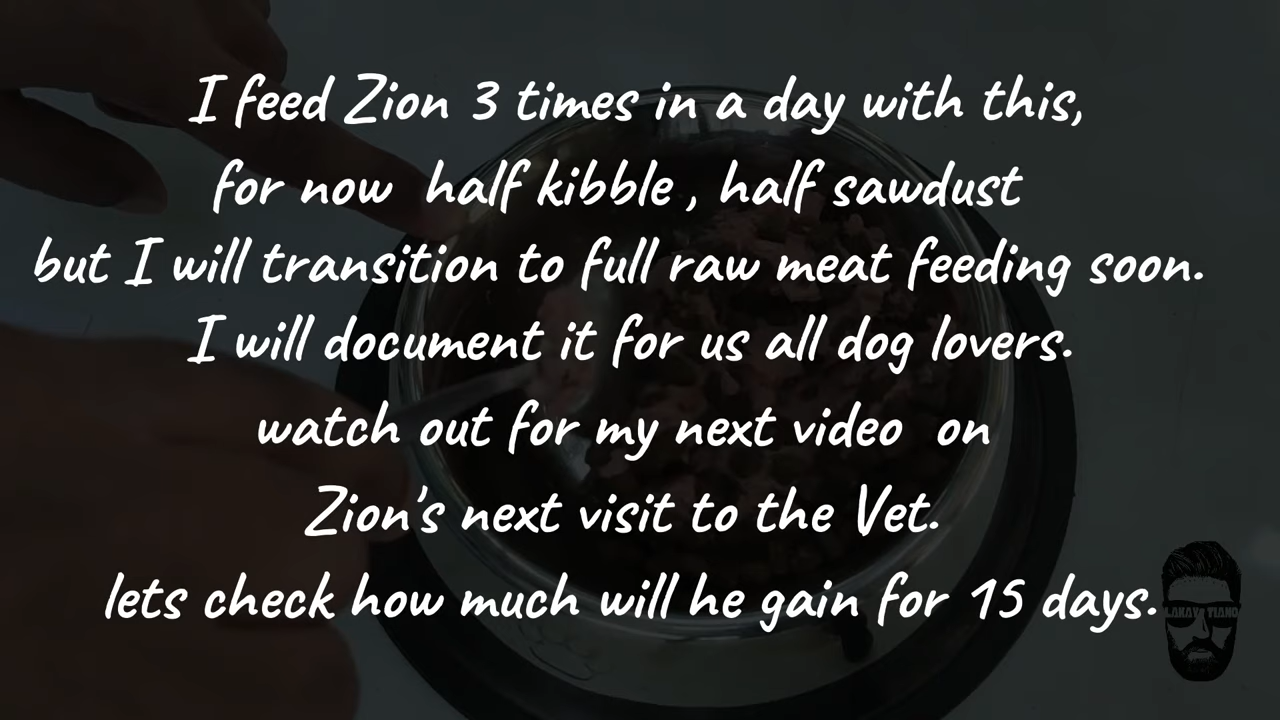 I feed Zion 3 times in a day with this,
for now half kibble , half sawdust
but I will transition to full raw meat feeding soon.
I will document it for us all dog lovers.
watch out for my next video on
Zion's next visit to the Vet.
lets check how much will he gain for 15 days.
LAKAY TIANO